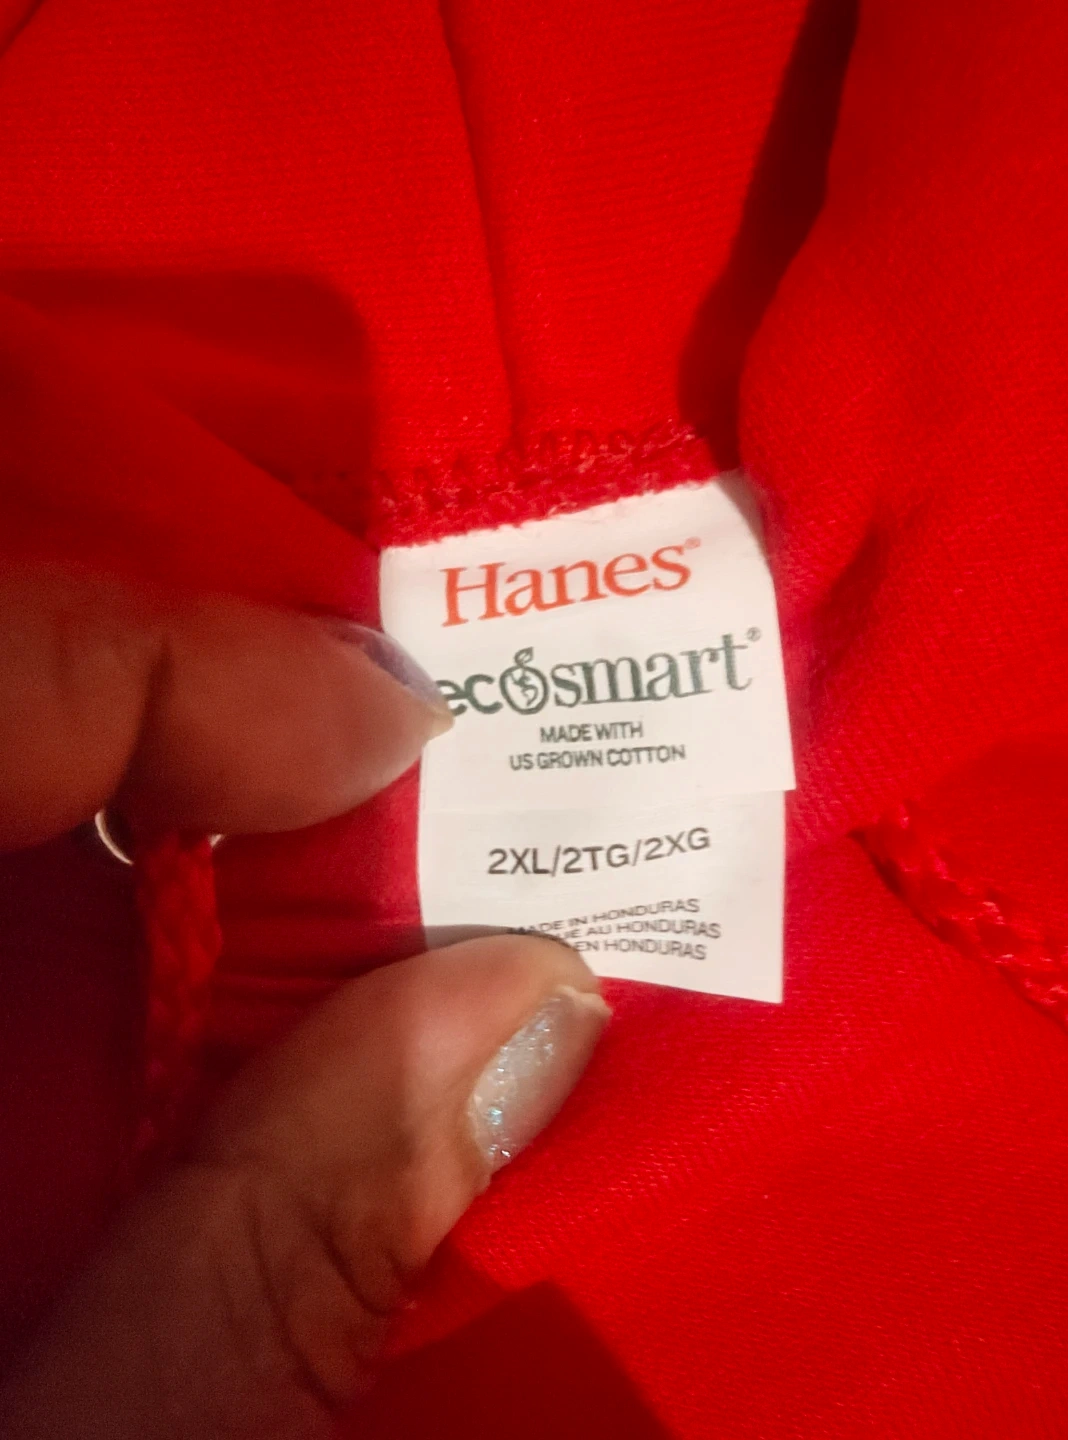 Hanes®
ecosmart®
MADE WITH
US GROWN COTTON
2XL/2TG/2XG
MADE IN HONDURAS
AU HONDURAS
EN HONDURAS